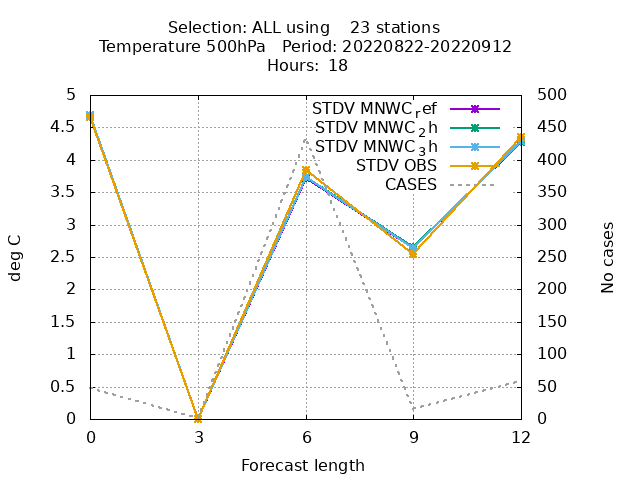 Selection: ALL using    23 stations
Temperature 500hPa   Period: 20220822-20220912
Hours:  18
5
4.5
4
3.5
3
2.5
2
1.5
1
0.5
0
500
450
400
350
300
250
200
150
100
50
0
deg C
No cases
STDV MNWC_ref
STDV MNWC_2h
STDV MNWC_3h
STDV OBS
CASES
0 3 6 9 12
Forecast length